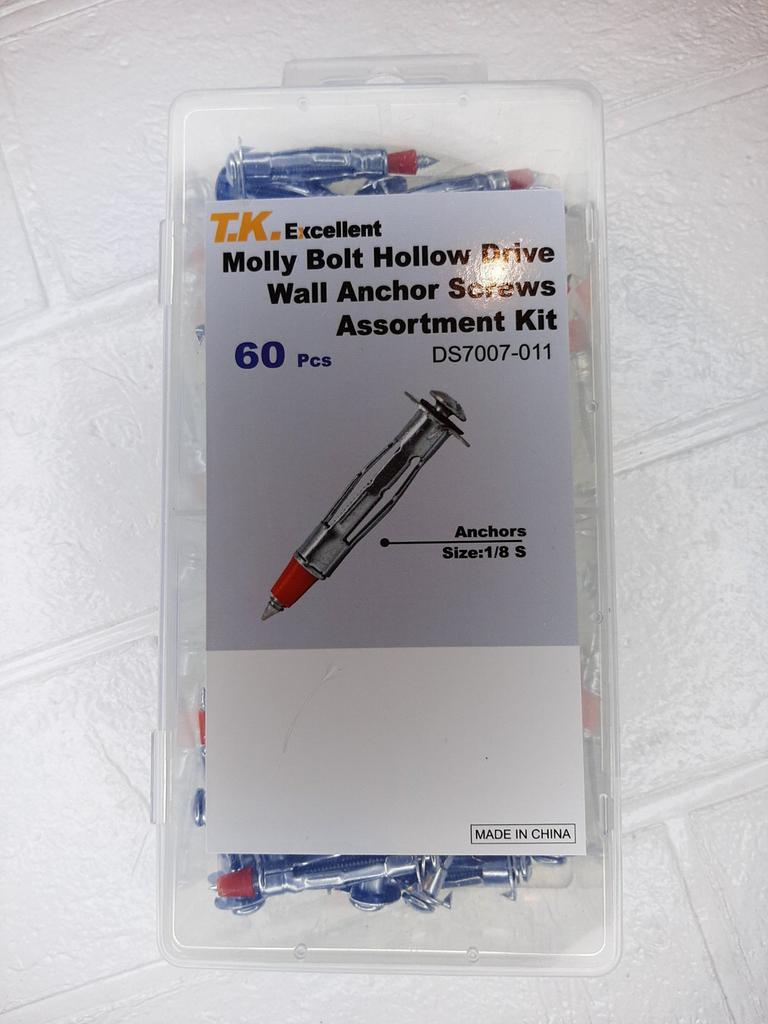 T.K. Excellent
Molly Bolt Hollow Drive
Wall Anchor Screws
Assortment Kit
60 Pcs
DS7007-011
Anchors
Size:1/8 S
MADE IN CHINA